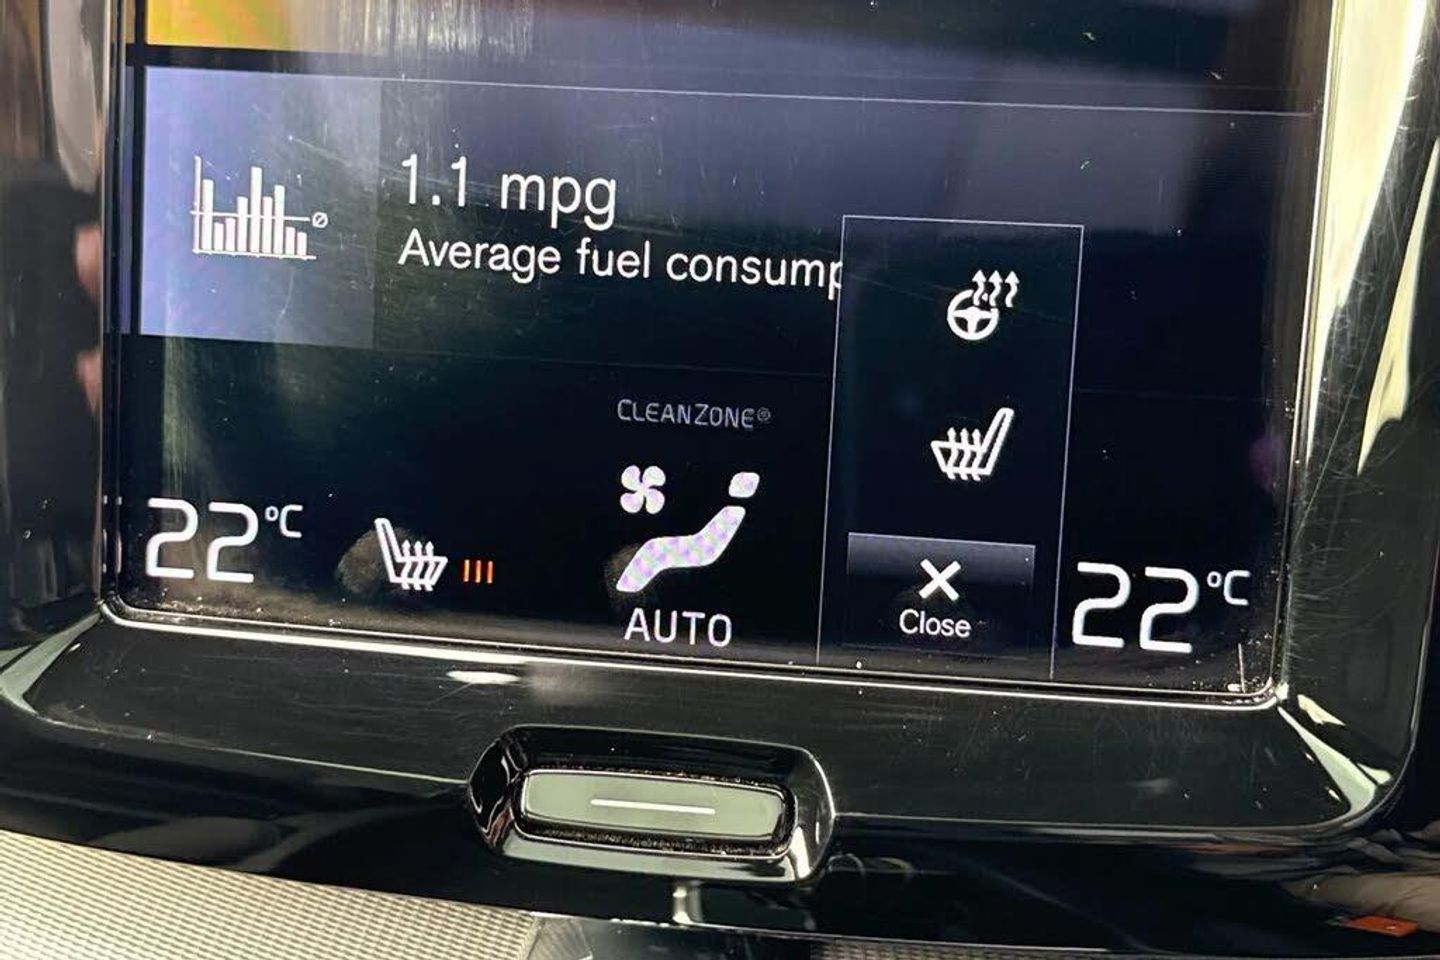 1.1 mpg
Average fuel consump
CLEANZONE®
22°C
AUTO
Close
22°C